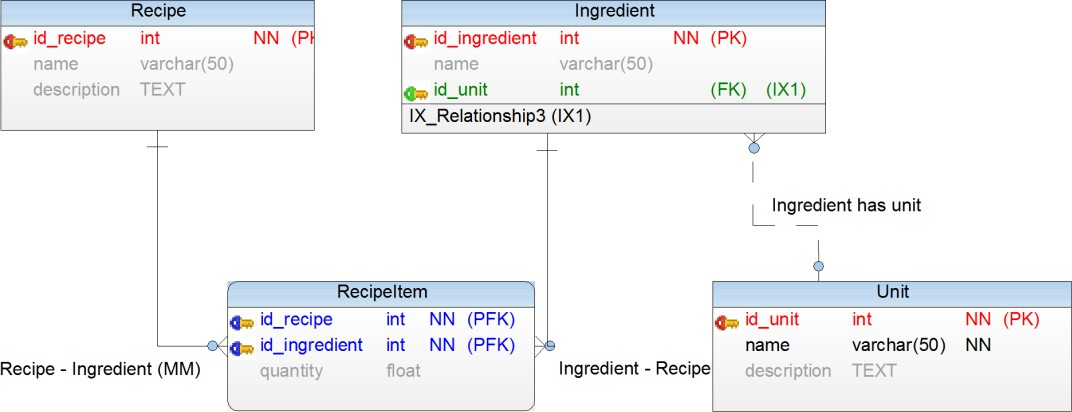 Recipe
id_recipe int NN (PK
name varchar(50)
description TEXT
Ingredient
id_ingredient int NN (PK)
name varchar(50)
id_unit int (FK) (IX1)
IX_Relationship3 (IX1)
Ingredient has unit
RecipeItem
id_recipe int NN (PFK)
id_ingredient int NN (PFK)
quantity float
Recipe - Ingredient (MM)
Ingredient - Recipe
Unit
id_unit int NN (PK)
name varchar(50) NN
description TEXT